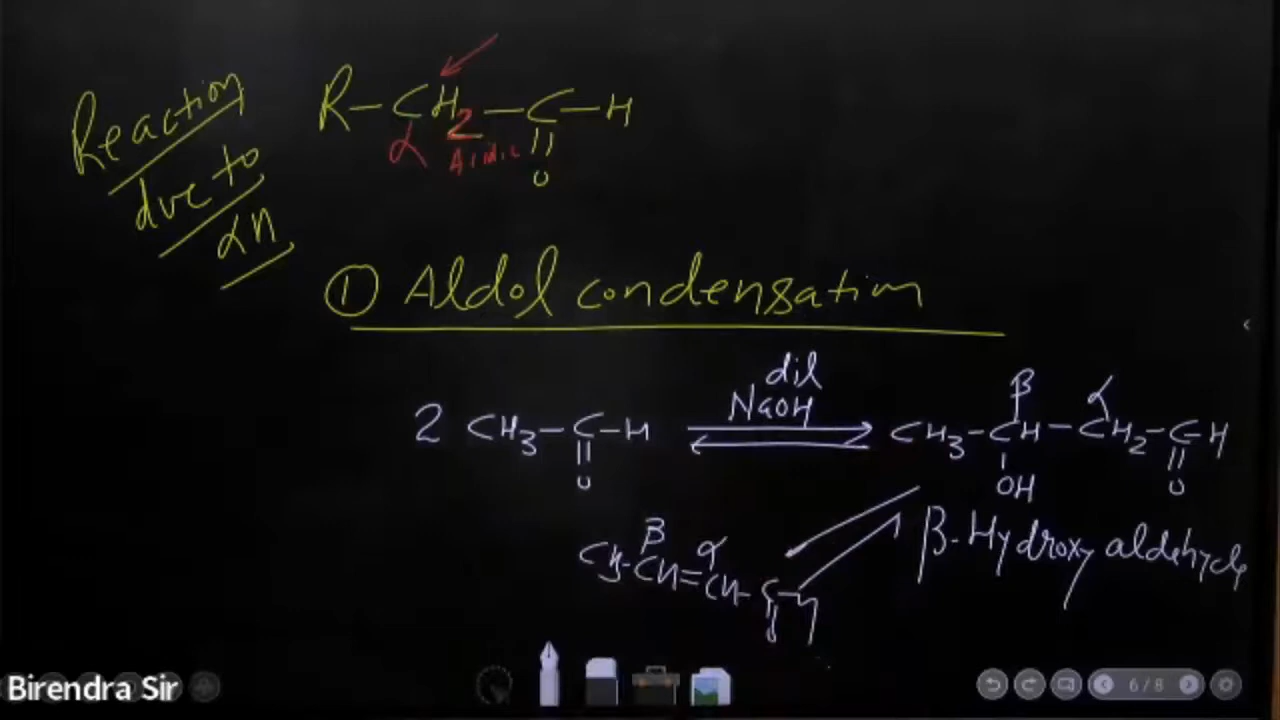 Reaction
due to
αH
R-CH2-C-H
α Acidic ||
O
① Aldol condensation
dil
NaOH
β α
2 CH3-C-H ⇌ CH3-CH-CH2-C-H
|| | ||
O OH O
β-Hydroxy aldehyde
β α
CH3-CH=CH-C-H
||
O
Birendra Sir
6/8